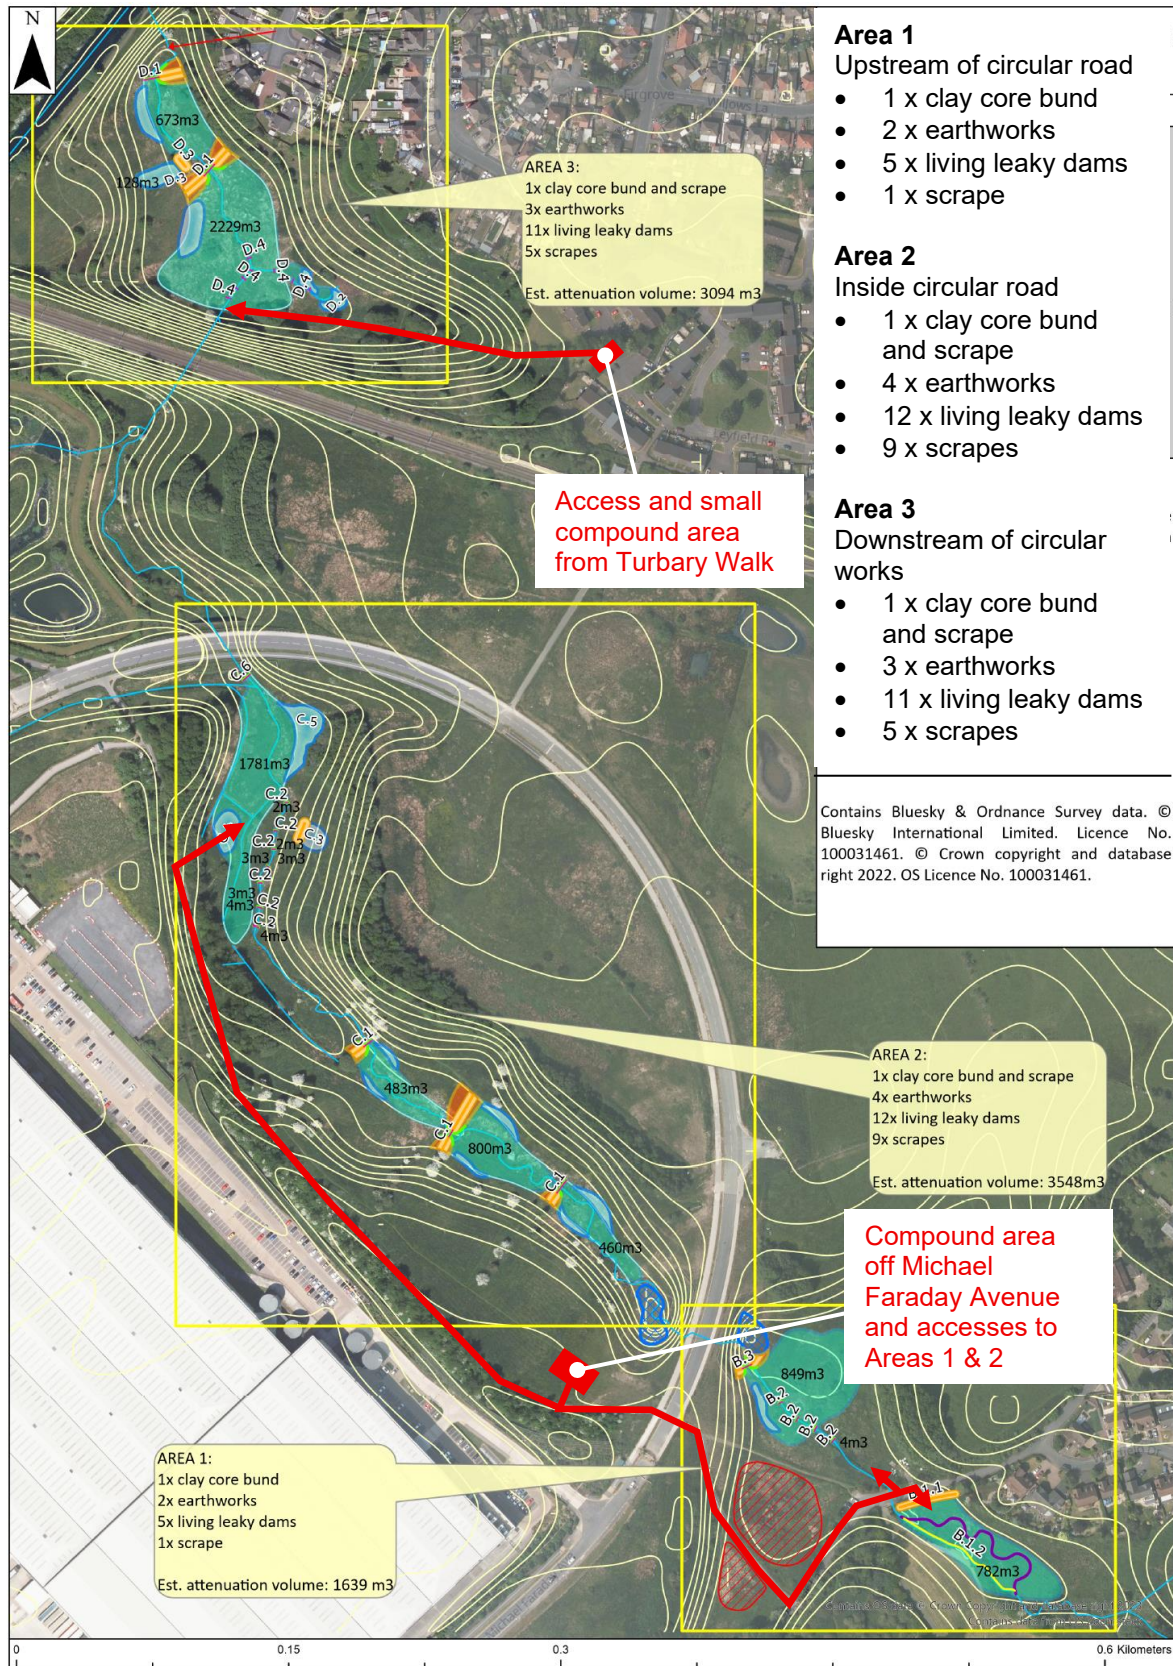 N
Area 1
Upstream of circular road
• 1 x clay core bund
• 2 x earthworks
• 5 x living leaky dams
• 1 x scrape
Area 2
Inside circular road
• 1 x clay core bund
and scrape
• 4 x earthworks
• 12 x living leaky dams
• 9 x scrapes
Area 3
Downstream of circular
works
• 1 x clay core bund
and scrape
• 3 x earthworks
• 11 x living leaky dams
• 5 x scrapes
Contains Bluesky & Ordnance Survey data. ©
Bluesky International Limited. Licence No.
100031461. © Crown copyright and database
right 2022. OS Licence No. 100031461.
Firgrove
Willows La
D.1
673m3
D.3
D.1
128m3
D.3
2229m3
D.4
D.4
D.4
D.4
D.4
D.2
AREA 3:
1x clay core bund and scrape
3x earthworks
11x living leaky dams
5x scrapes
Est. attenuation volume: 3094 m3
Leyfield Rd
Access and small
compound area
from Turbary Walk
C.6
C.5
1781m3
C.2
2m3
C.2
C.3
C.2
2m3
3m3
3m3
C.2
3m3
4m3
C.2
C.2
4m3
C.1
483m3
C.1
800m3
C.1
460m3
AREA 2:
1x clay core bund and scrape
4x earthworks
12x living leaky dams
9x scrapes
Est. attenuation volume: 3548m3
Compound area
off Michael
Faraday Avenue
and accesses to
Areas 1 & 2
B.3
849m3
B.2
B.2
B.2
B.2
4m3
B.1.1
B.1.2
782m3
AREA 1:
1x clay core bund
2x earthworks
5x living leaky dams
1x scrape
Est. attenuation volume: 1639 m3
Michael Faraday
0
0.15
0.3
0.6 Kilometers